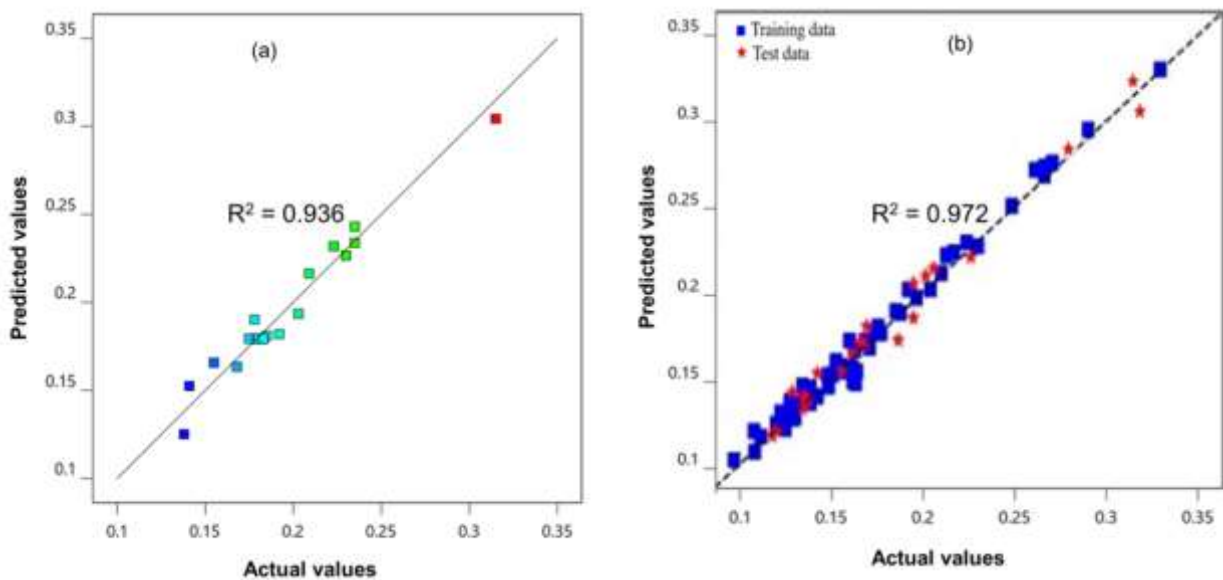 (a)
R² = 0.936
Predicted values
0.35
0.3
0.25
0.2
0.15
0.1
0.1 0.15 0.2 0.25 0.3 0.35
Actual values
Training data
Test data
(b)
R² = 0.972
Predicted values
0.35
0.3
0.25
0.2
0.15
0.1
0.1 0.15 0.2 0.25 0.3 0.35
Actual values